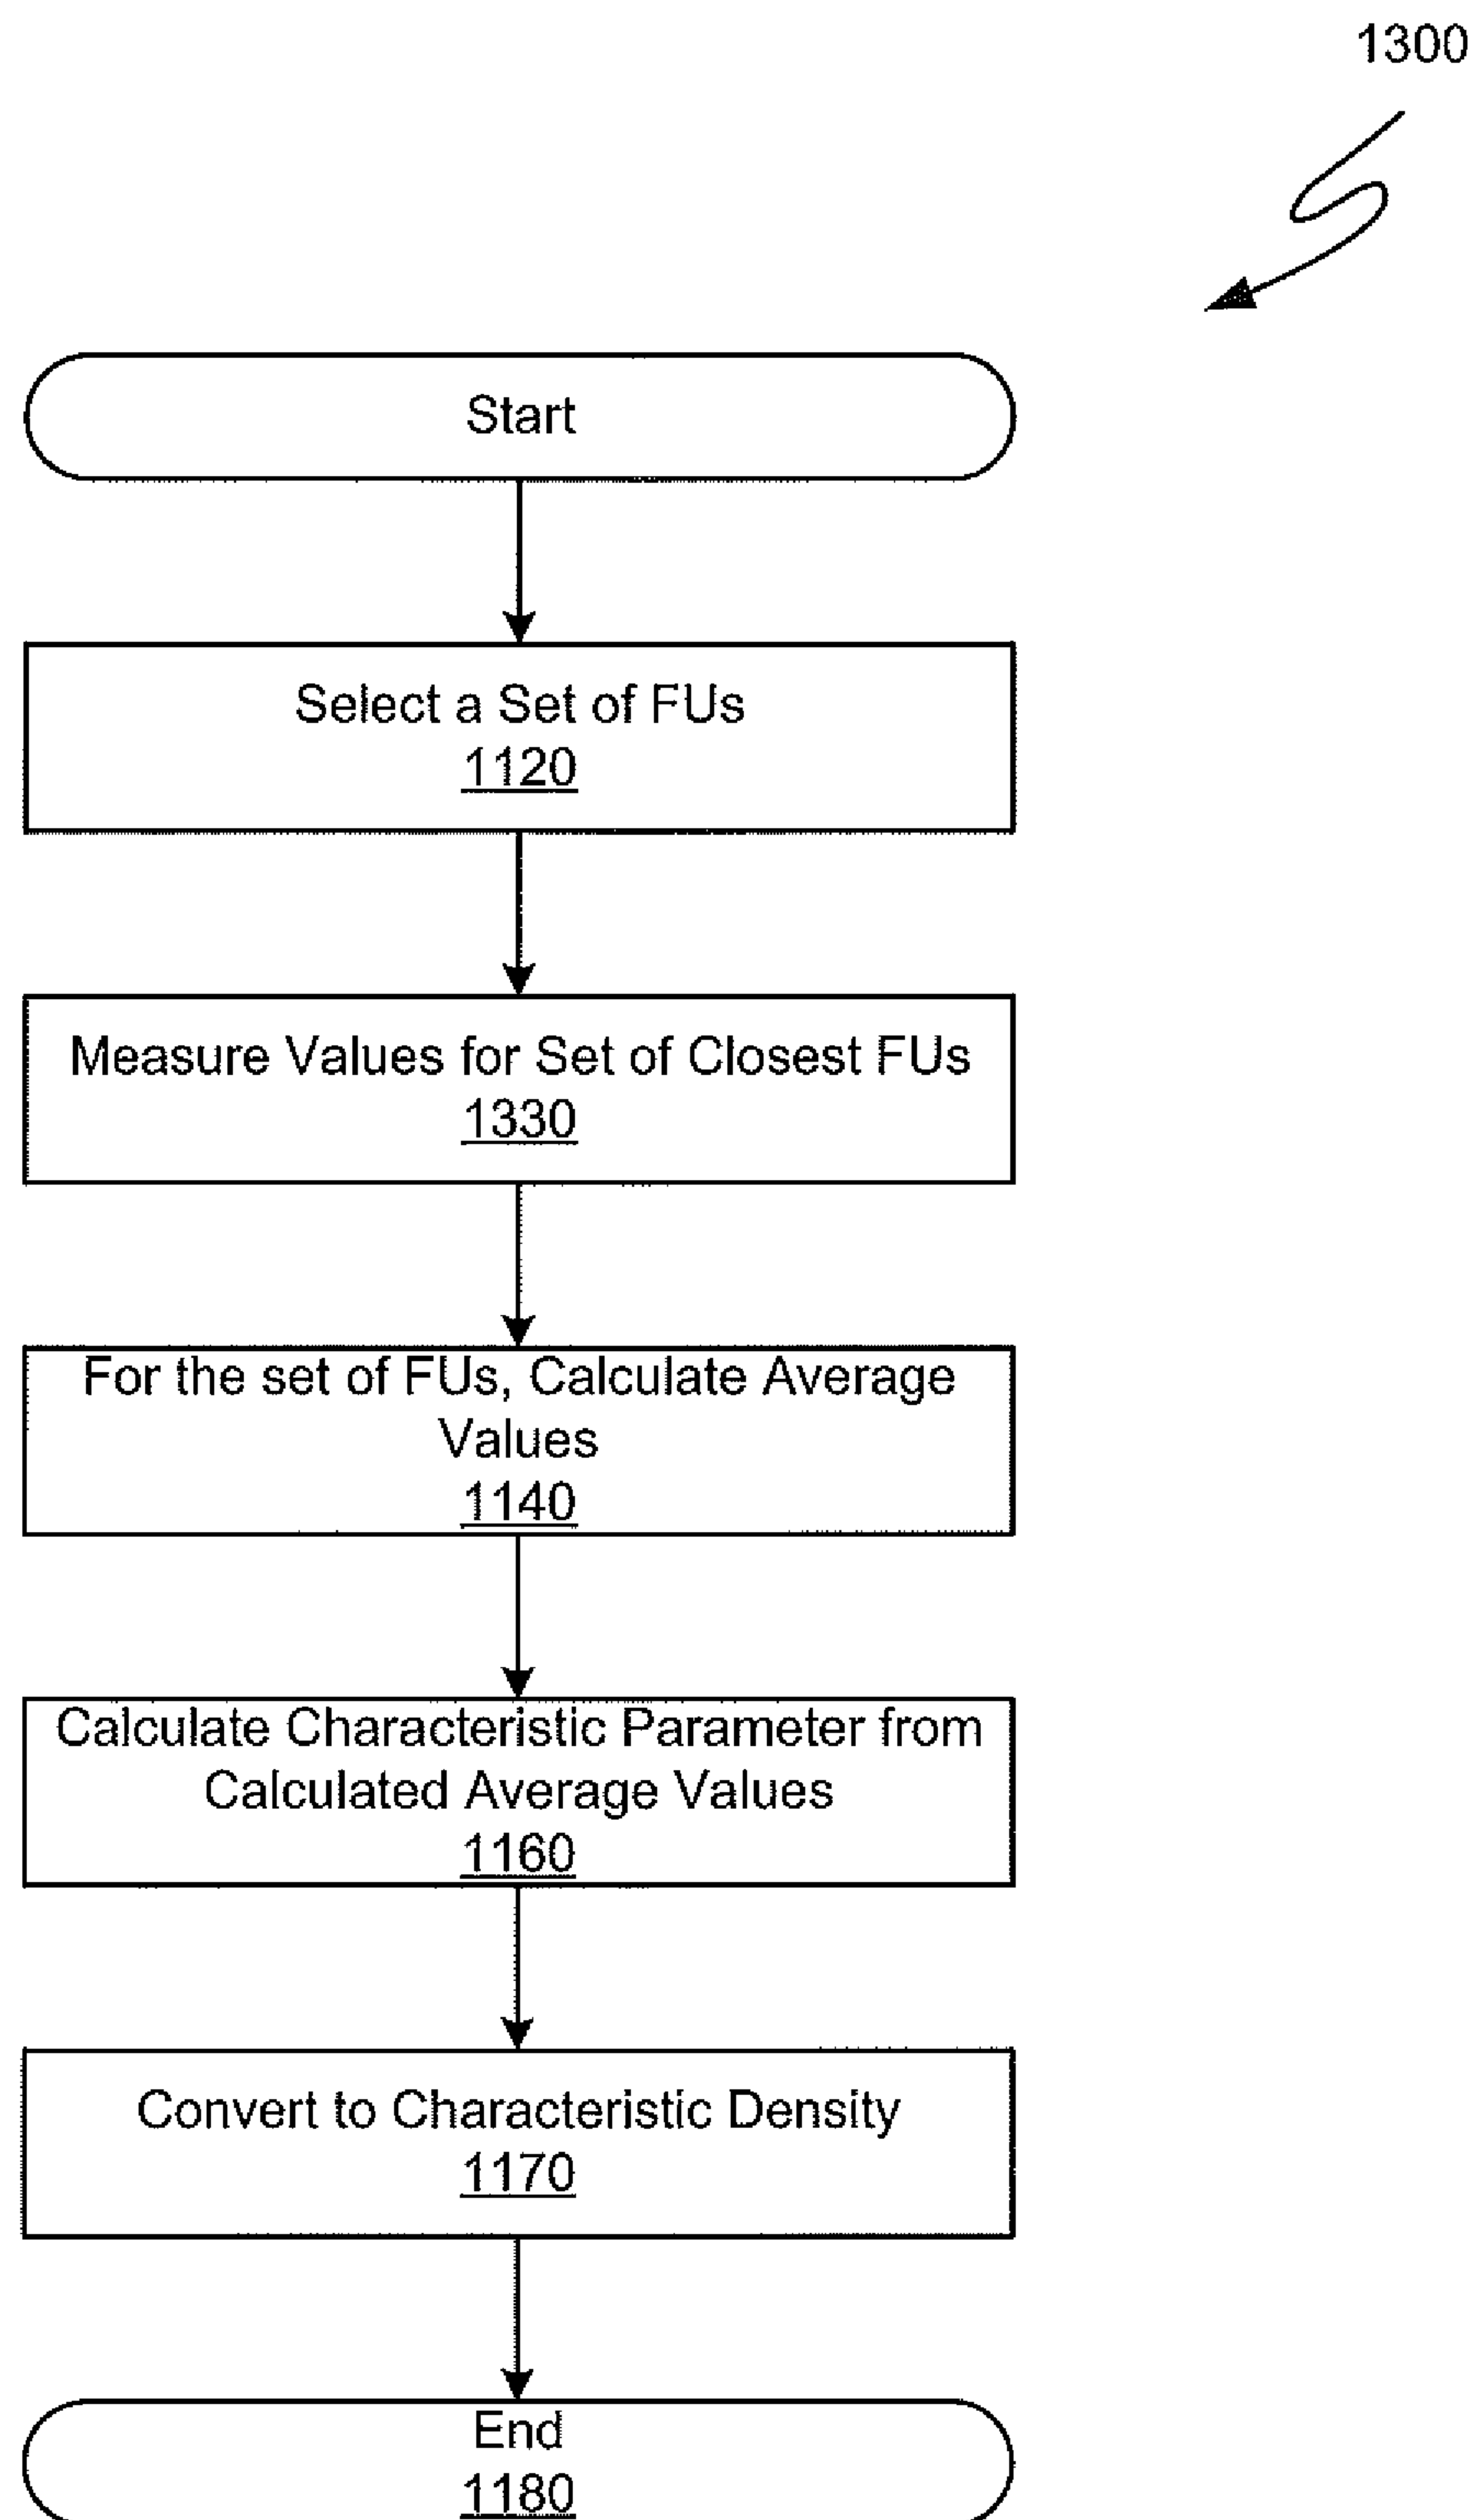 1300
Start
Select a Set of FUs
1120
Measure Values for Set of Closest FUs
1330
For the set of FUs, Calculate Average
Values
1140
Calculate Characteristic Parameter from
Calculated Average Values
1160
Convert to Characteristic Density
1170
End
1180